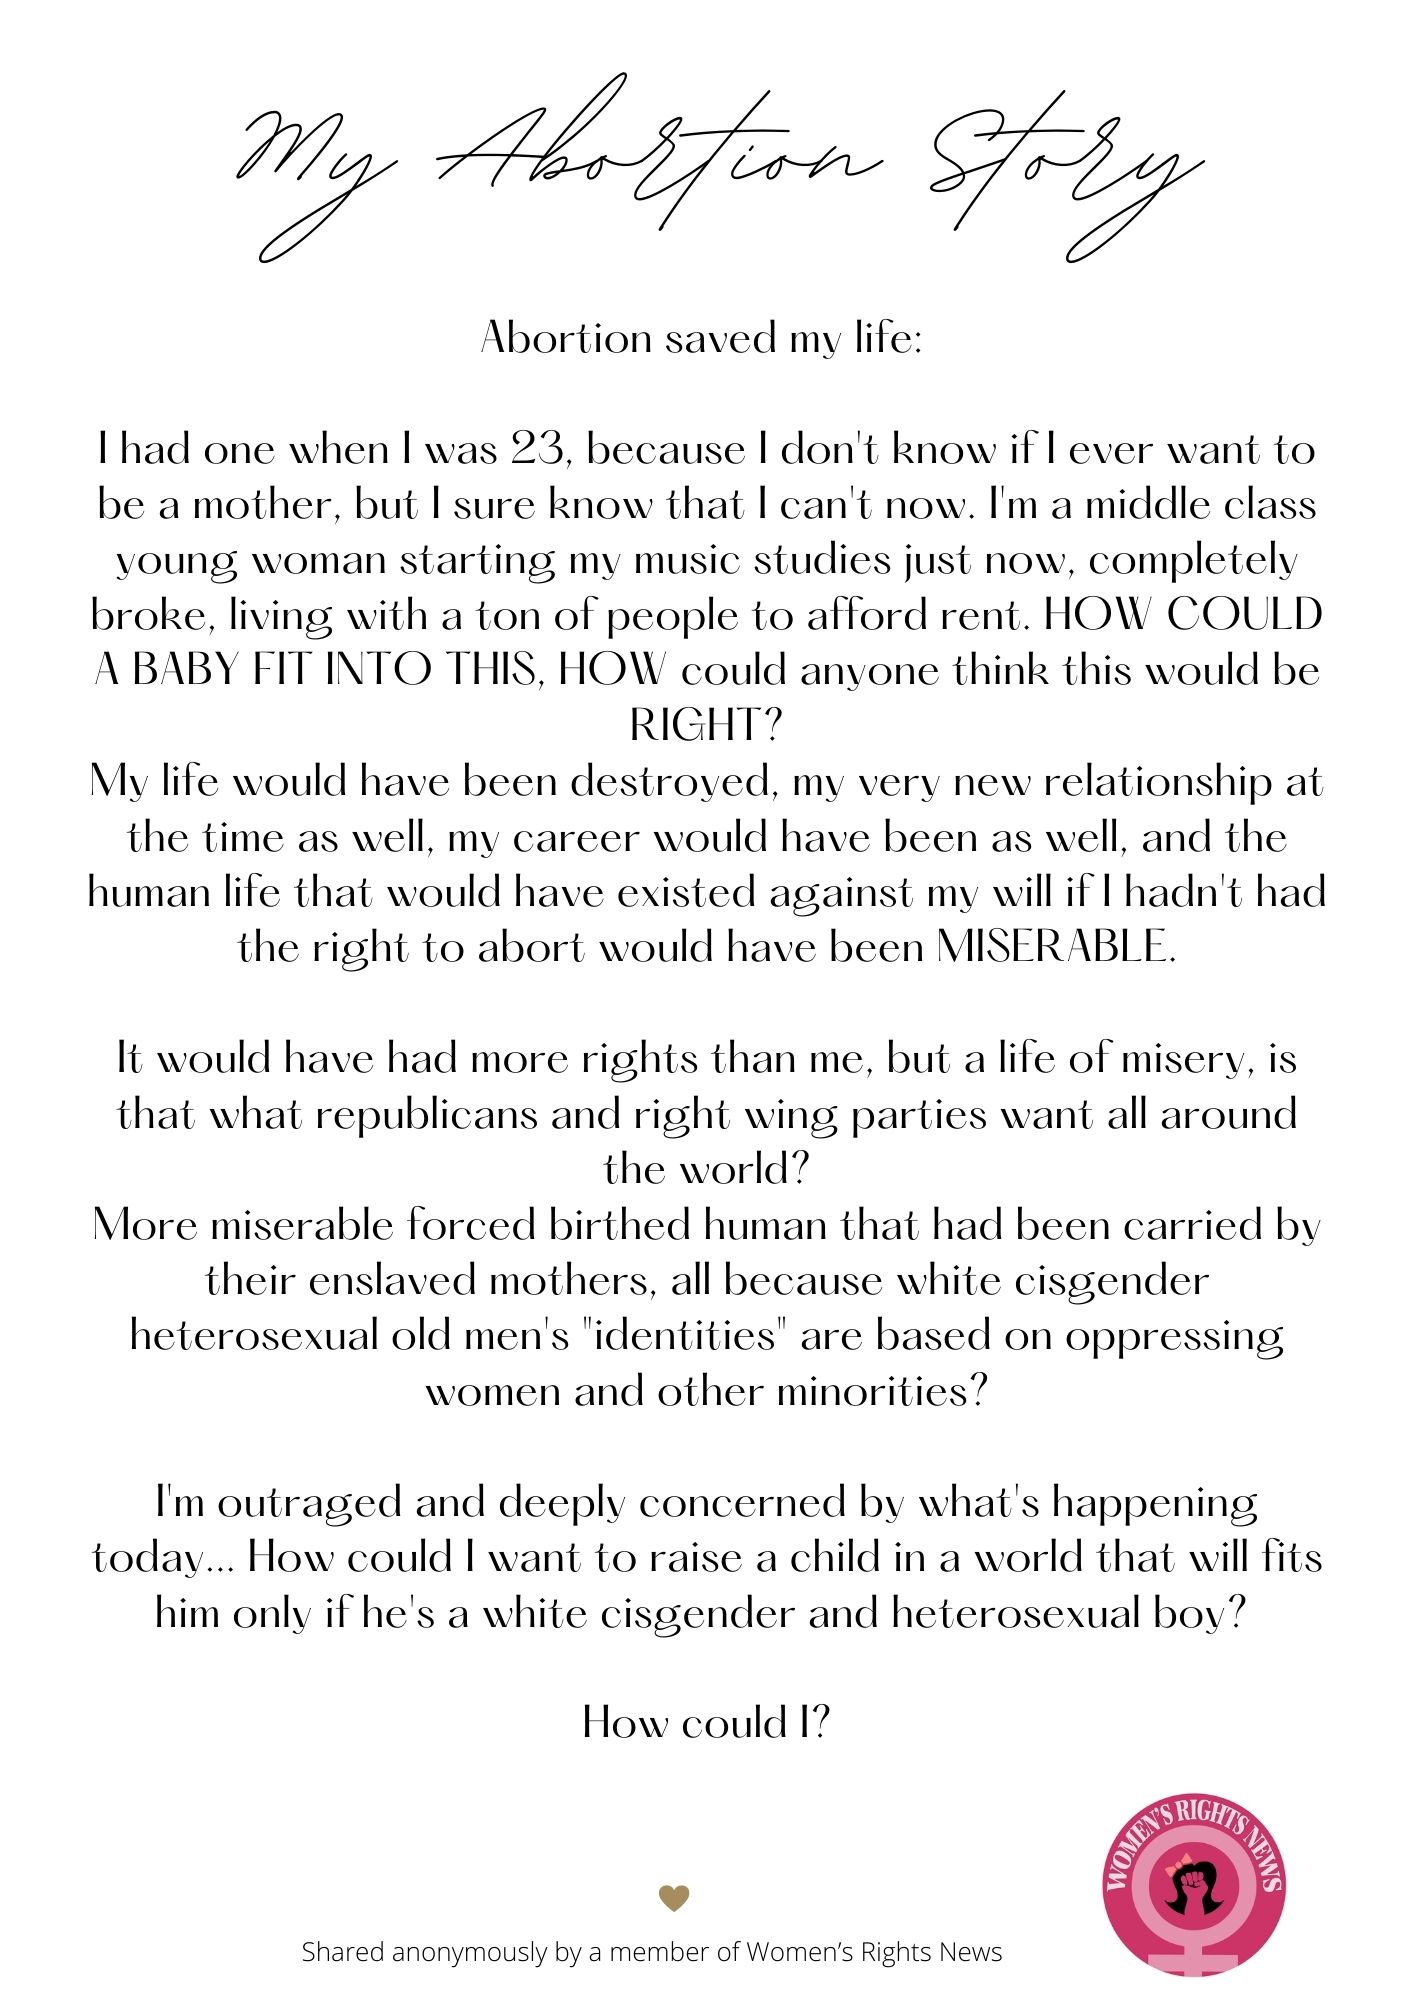 My Abortion Story
Abortion saved my life:
I had one when I was 23, because I don't know if I ever want to
be a mother, but I sure know that I can't now. I'm a middle class
young woman starting my music studies just now, completely
broke, living with a ton of people to afford rent. HOW COULD
A BABY FIT INTO THIS, HOW could anyone think this would be
RIGHT?
My life would have been destroyed, my very new relationship at
the time as well, my career would have been as well, and the
human life that would have existed against my will if I hadn't had
the right to abort would have been MISERABLE.
It would have had more rights than me, but a life of misery, is
that what republicans and right wing parties want all around
the world?
More miserable forced birthed human that had been carried by
their enslaved mothers, all because white cisgender
heterosexual old men's "identities" are based on oppressing
women and other minorities?
I'm outraged and deeply concerned by what's happening
today... How could I want to raise a child in a world that will fits
him only if he's a white cisgender and heterosexual boy?
How could I?
WOMEN'S RIGHTS NEWS
Shared anonymously by a member of Women’s Rights News